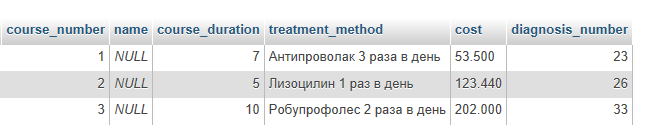 course_number name course_duration treatment_method cost diagnosis_number
1 NULL 7 Антипроволак 3 раза в день 53.500 23
2 NULL 5 Лизоцилин 1 раз в день 123.440 26
3 NULL 10 Робупрофолес 2 раза в день 202.000 33